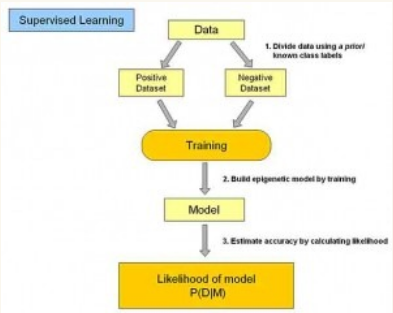 Supervised Learning
Data
1. Divide data using a prior/
known class labels
Positive
Dataset
Negative
Dataset
Training
2. Build epigenetic model by training
Model
3. Estimate accuracy by calculating likelihood
Likelihood of model
P(D|M)